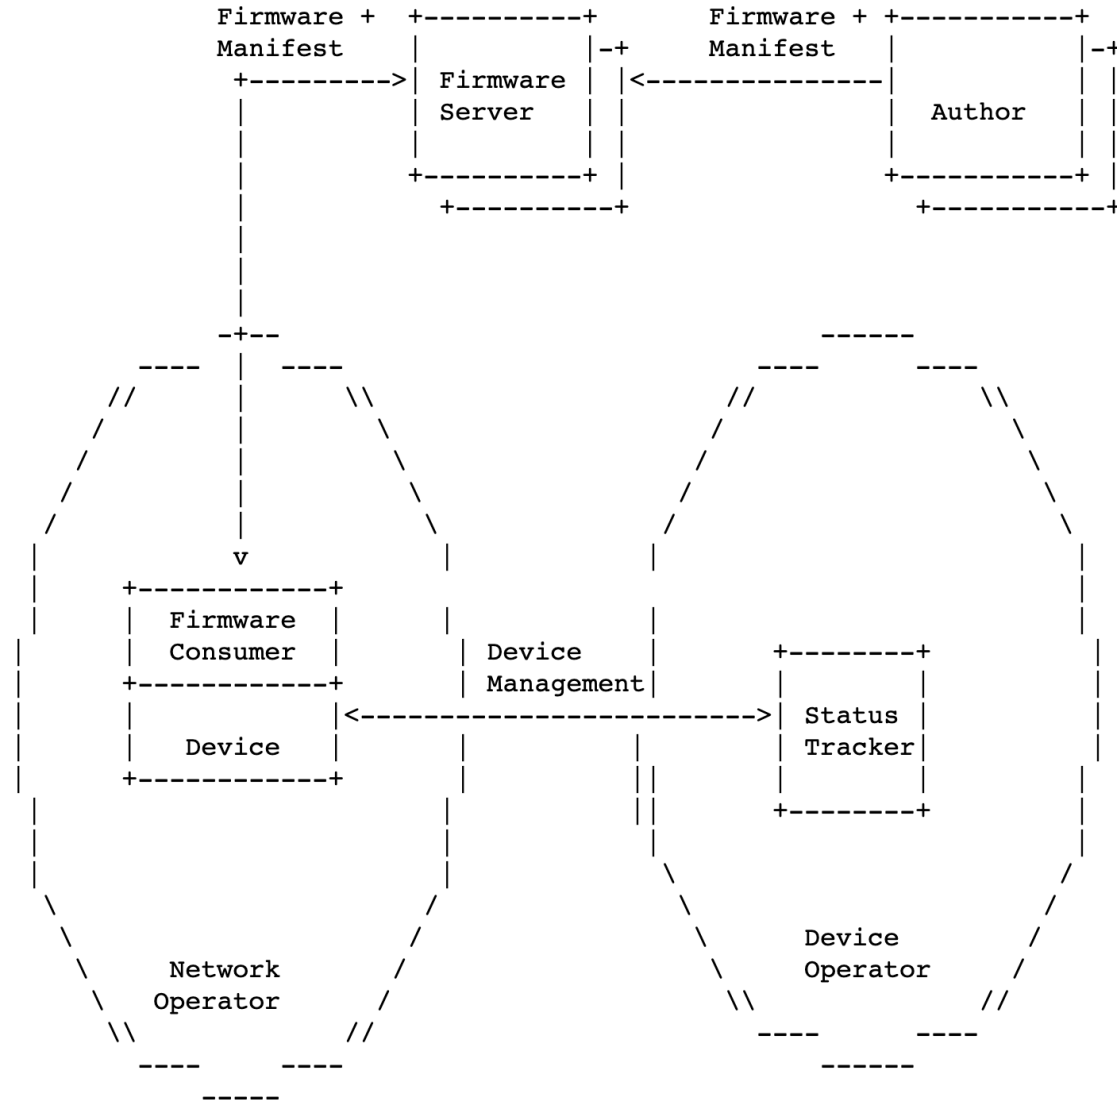 Firmware + Firmware +
Manifest Manifest
Firmware
Server
Author
Firmware
Consumer
Device
Management
Device
Status
Tracker
Network
Operator
Device
Operator